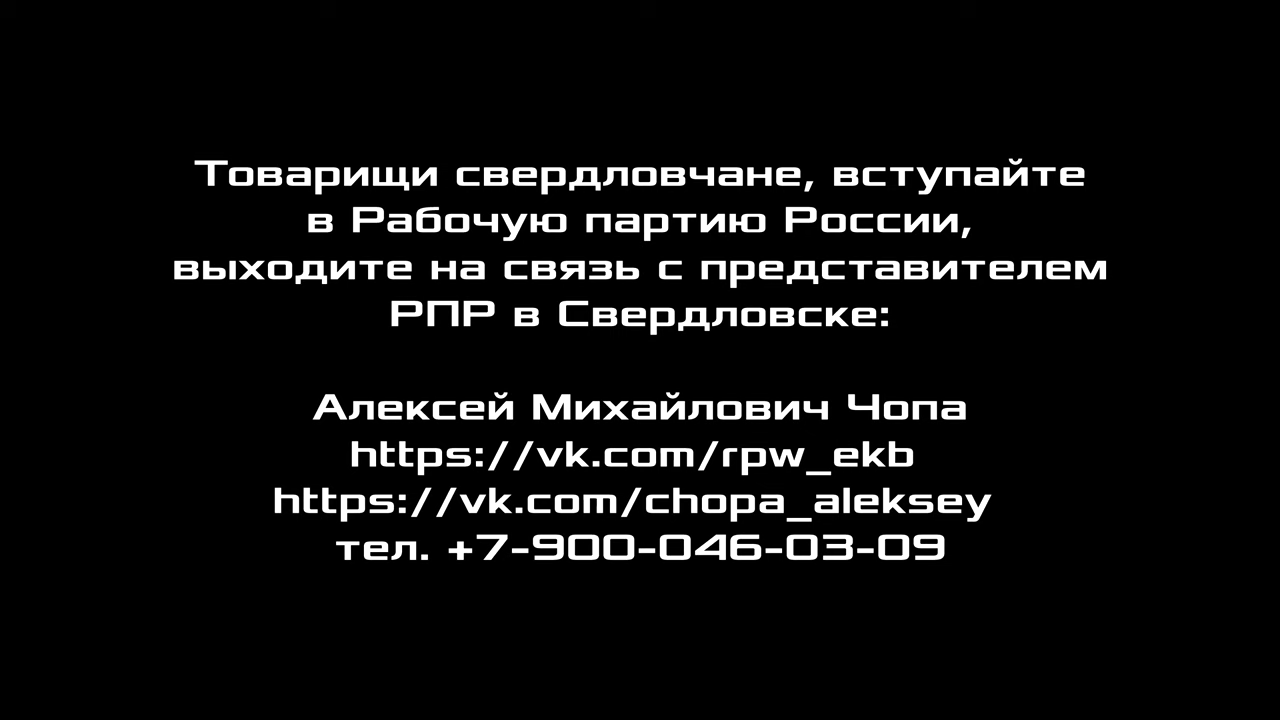 Товарищи свердловчане, вступайте
в Рабочую партию России,
выходите на связь с представителем
РПР в Свердловске:
Алексей Михайлович Чопа
https://vk.com/rpw_ekb
https://vk.com/chopa_aleksey
тел. +7-900-046-03-09